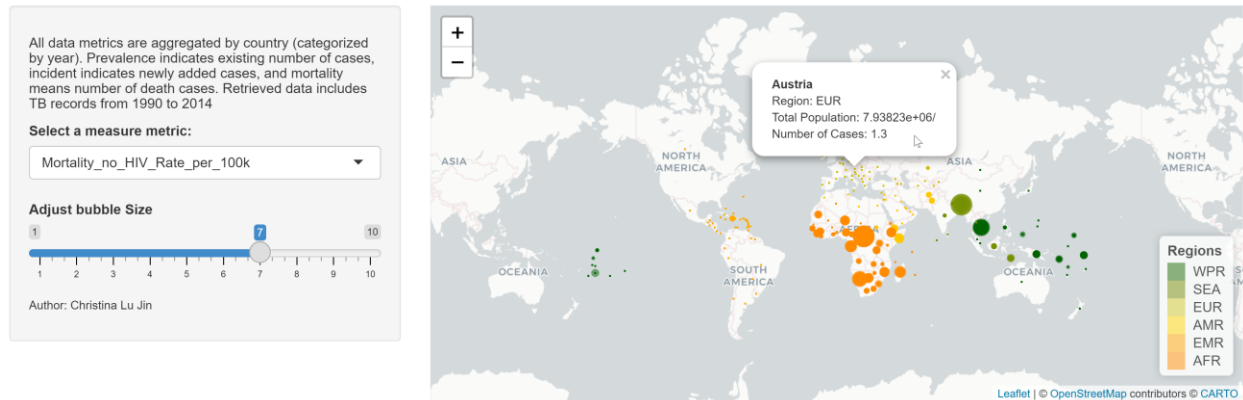 All data metrics are aggregated by country (categorized
by year). Prevalence indicates existing number of cases,
incident indicates newly added cases, and mortality
means number of death cases. Retrieved data includes
TB records from 1990 to 2014
Select a measure metric:
Mortality_no_HIV_Rate_per_100k
Adjust bubble Size
1 7 10
1 2 3 4 5 6 7 8 9 10
Author: Christina Lu Jin
+
−
×
Austria
Region: EUR
Total Population: 7.93823e+06/
Number of Cases: 1.3
ASIA
NORTH
AMERICA
ASIA
NORTH
AMERICA
OCEANIA
SOUTH
AMERICA
OCEANIA
Regions
WPR
SEA
EUR
AMR
EMR
AFR
Leaflet | © OpenStreetMap contributors © CARTO